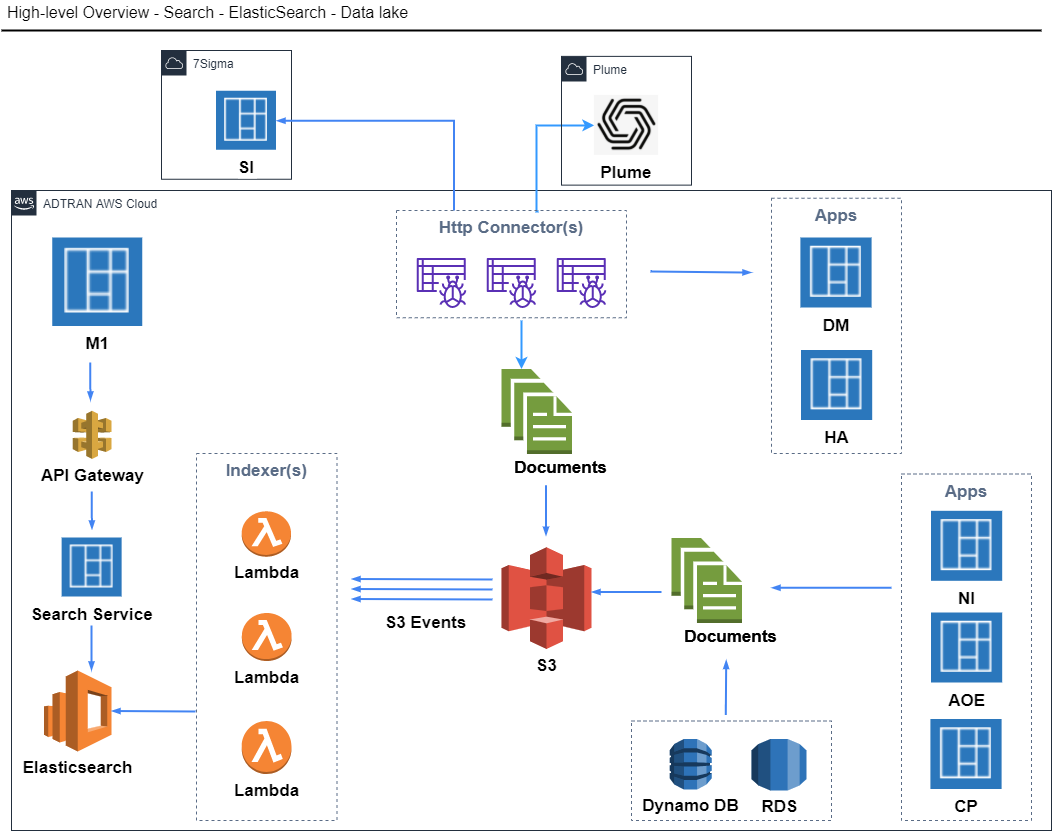 High-level Overview - Search - ElasticSearch - Data lake
7Sigma
SI
Plume
Plume
aws
ADTRAN AWS Cloud
M1
API Gateway
Search Service
Elasticsearch
Indexer(s)
Lambda
Lambda
Lambda
Http Connector(s)
Documents
S3 Events
S3
Documents
Dynamo DB
RDS
Apps
DM
HA
Apps
NI
AOE
CP